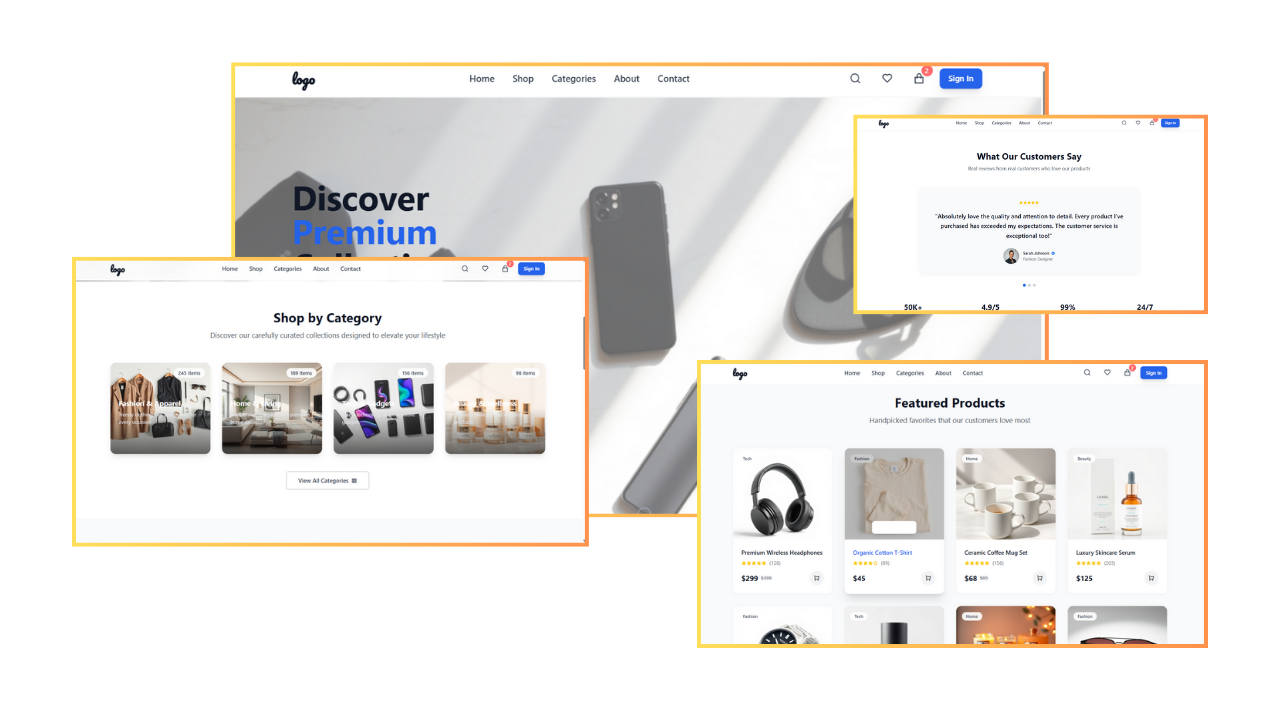 logo
Home Shop Categories About Contact
2
Sign In
Discover
Premium
logo
Home Shop Categories About Contact
Sign In
What Our Customers Say
Real reviews from real customers who love our products
★★★★★
"Absolutely love the quality and attention to detail. Every product I've
purchased has exceeded my expectations. The customer service is
exceptional too!"
Sarah Johnson
Fashion Designer
50K+ 4.9/5 99% 24/7
logo
Home Shop Categories About Contact
2
Sign In
Shop by Category
Discover our carefully curated collections designed to elevate your lifestyle
245 items
189 items
156 items
98 items
Fashion & Apparel
Home & Living
View All Categories
logo
Home Shop Categories About Contact
2
Sign In
Featured Products
Handpicked favorites that our customers love most
Tech
Fashion
Home
Beauty
Premium Wireless Headphones
★★★★★ (128)
$299
Organic Cotton T-Shirt
★★★★☆ (89)
$45
Ceramic Coffee Mug Set
★★★★★ (156)
$68 $85
Luxury Skincare Serum
★★★★★ (203)
$125
Fashion
Tech
Home
Fashion